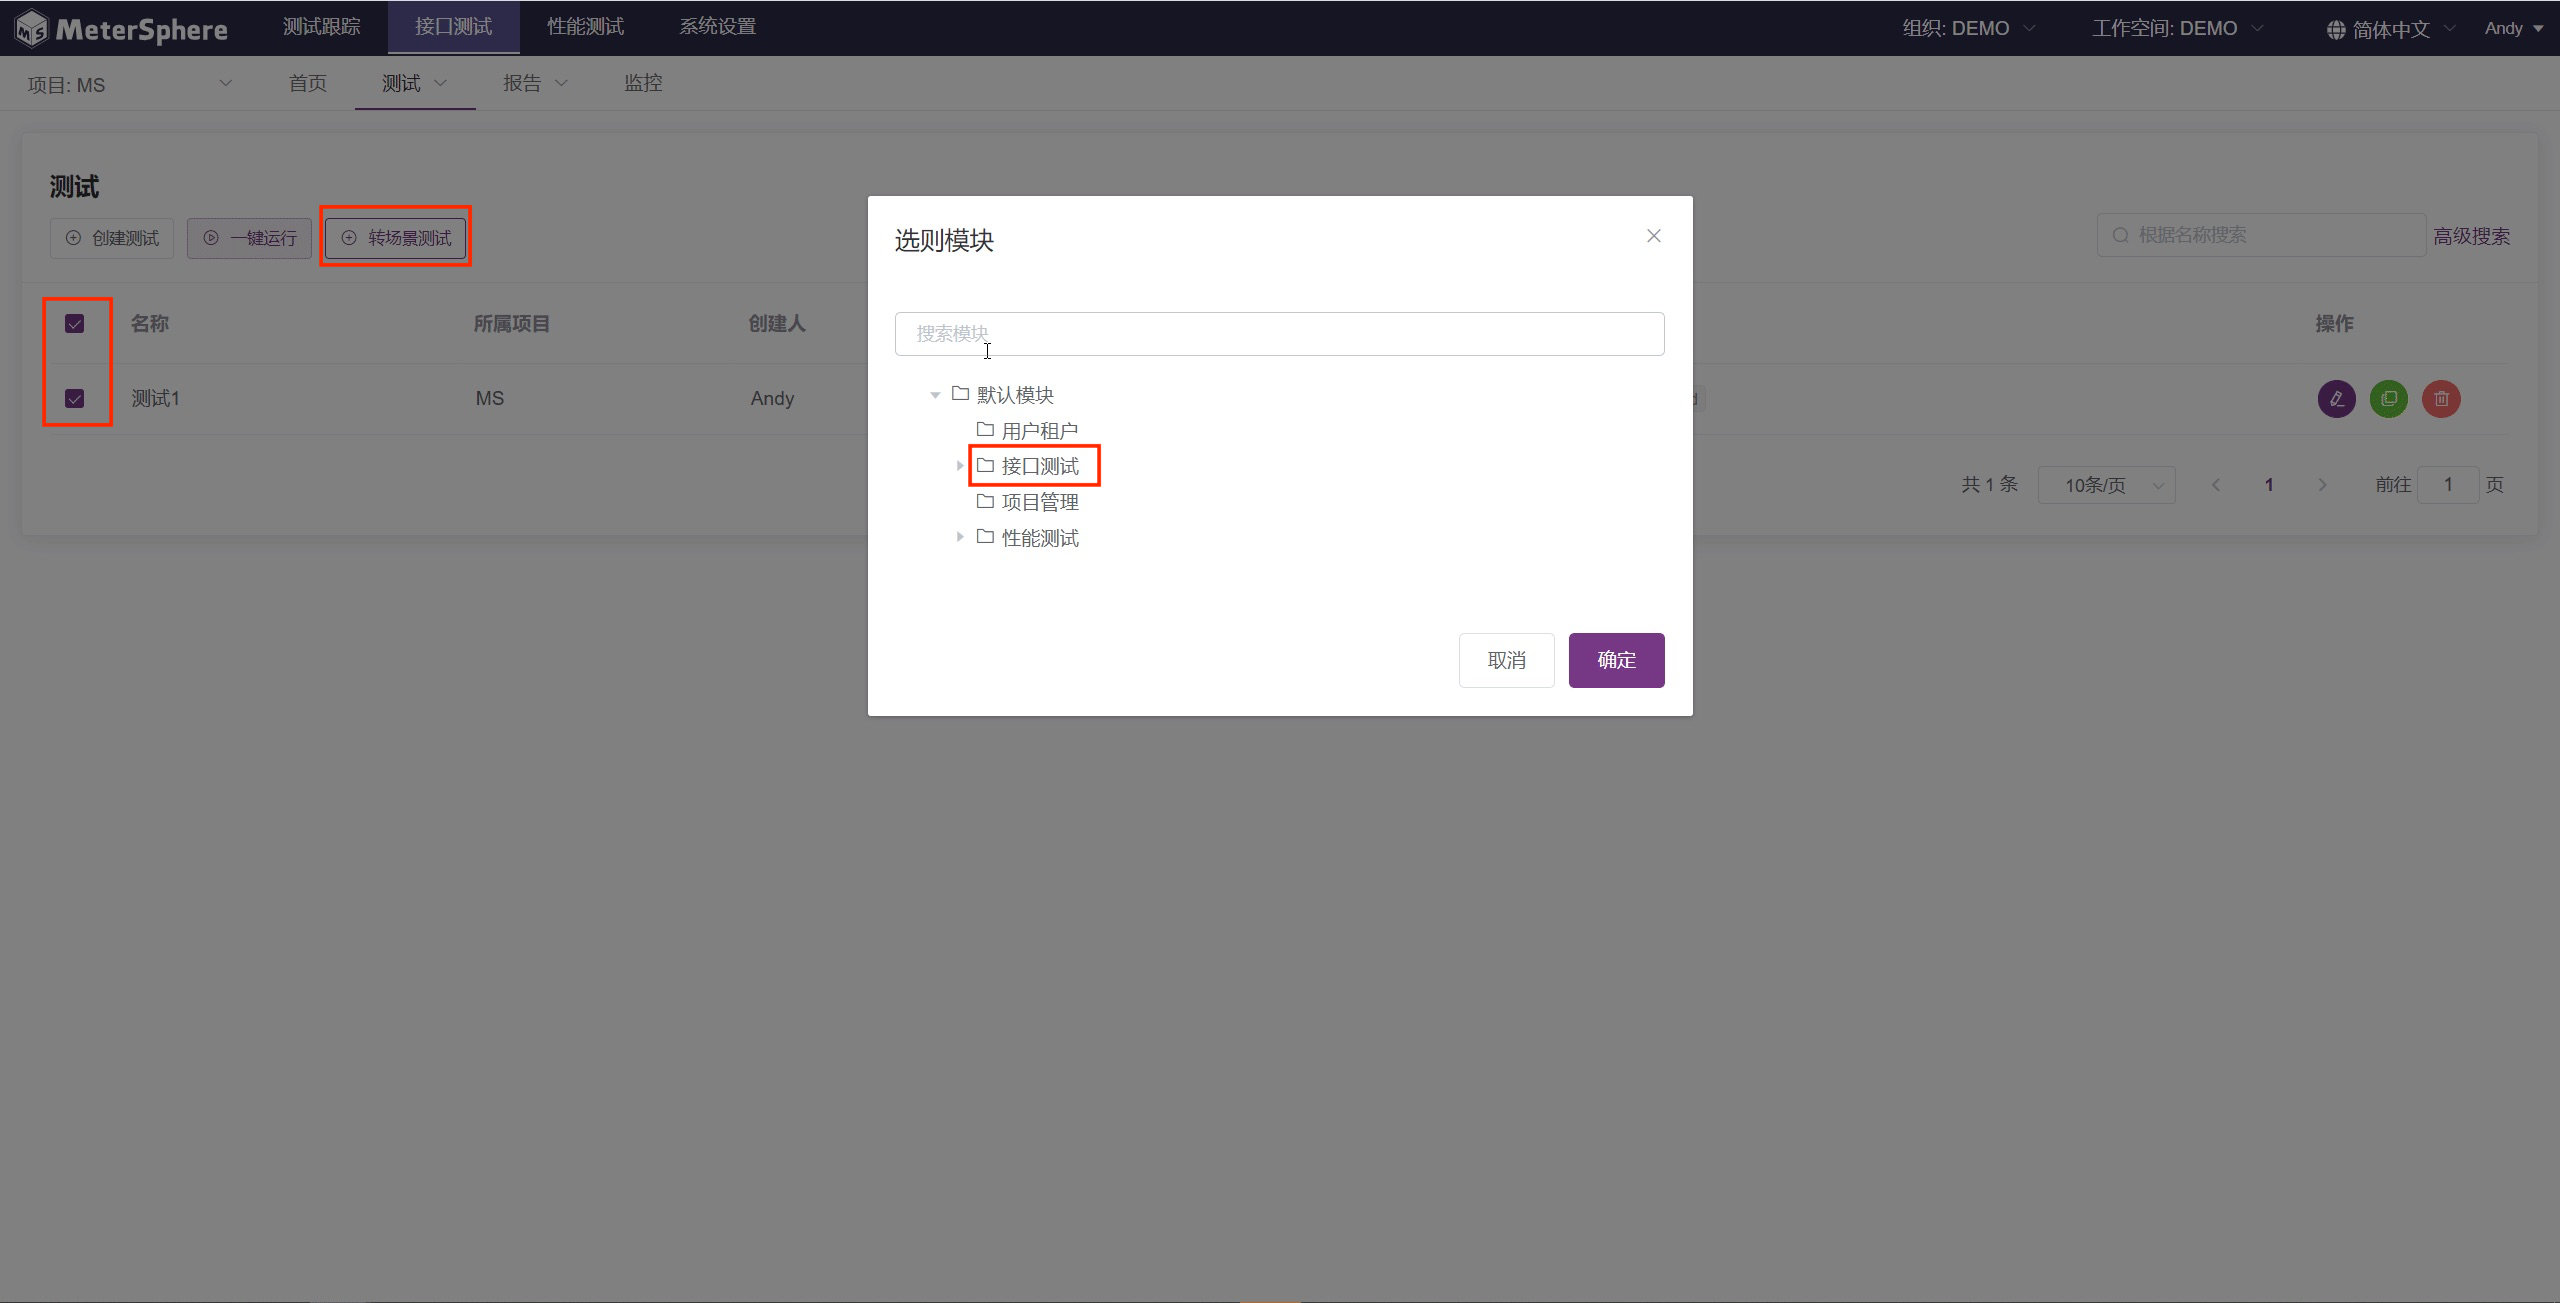 MeterSphere 测试跟踪 接口测试 性能测试 系统设置 组织: DEMO 工作空间: DEMO 简体中文 Andy
项目: MS 首页 测试 报告 监控
测试
创建测试 一键运行 转场景测试 根据名称搜索 高级搜索
名称 所属项目 创建人 操作
测试1 MS Andy
共 1 条 10条/页 1 前往 1 页
选则模块
搜索模块
默认模块
用户租户
接口测试
项目管理
性能测试
取消 确定